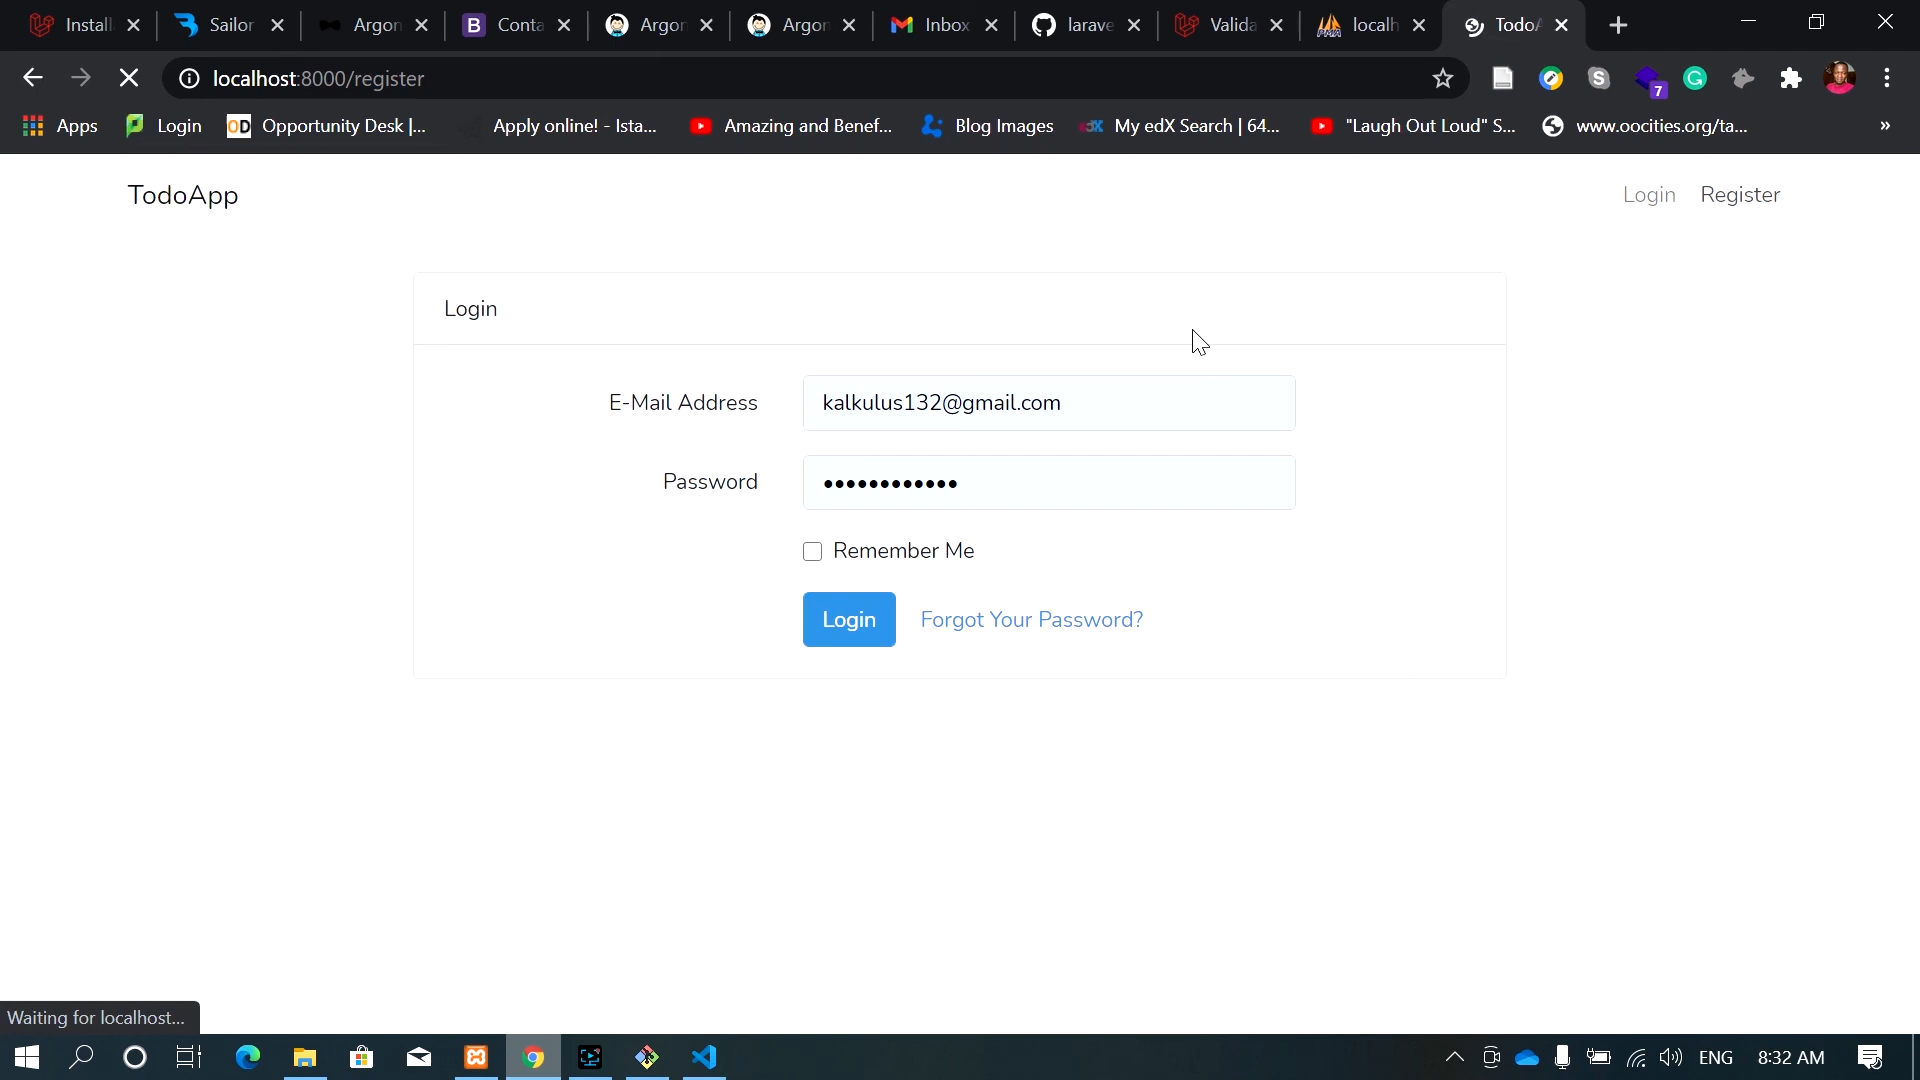 Install Sailor Argon B Conta Argon Argon Inbox larave Valida localh TodoA
localhost:8000/register
S 7 G
Apps Login OD Opportunity Desk |... Apply online! - Ista... Amazing and Benef... Blog Images My edX Search | 64... "Laugh Out Loud" S... www.oocities.org/ta... »
TodoApp Login Register
Login
E-Mail Address kalkulus132@gmail.com
Password ••••••••••••
Remember Me
Login Forgot Your Password?
Waiting for localhost...
ENG 8:32 AM